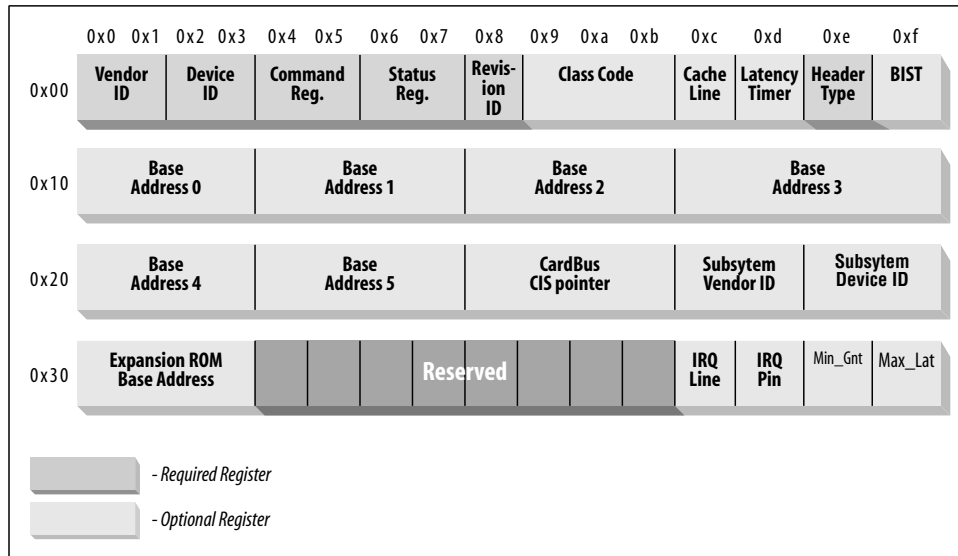 0x0 0x1 0x2 0x3 0x4 0x5 0x6 0x7 0x8 0x9 0xa 0xb 0xc 0xd 0xe 0xf
0x00
Vendor
ID
Device
ID
Command
Reg.
Status
Reg.
Revis-
ion
ID
Class Code
Cache
Line
Latency
Timer
Header
Type
BIST
0x10
Base
Address 0
Base
Address 1
Base
Address 2
Base
Address 3
0x20
Base
Address 4
Base
Address 5
CardBus
CIS pointer
Subsytem
Vendor ID
Subsytem
Device ID
0x30
Expansion ROM
Base Address
Reserved
IRQ
Line
IRQ
Pin
Min_Gnt
Max_Lat
- Required Register
- Optional Register